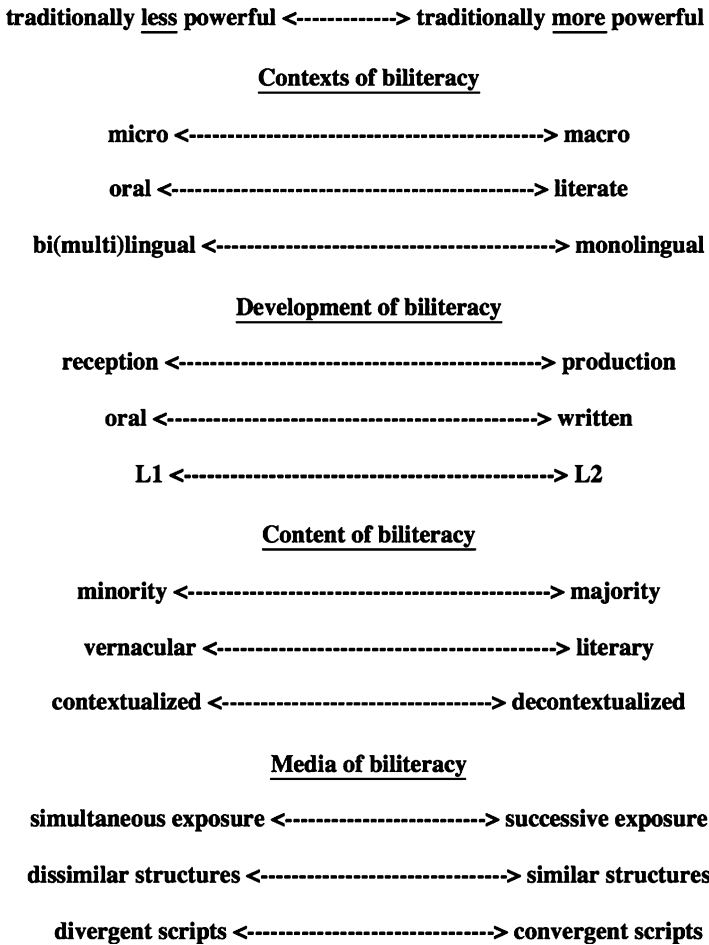 traditionally less powerful <------------> traditionally more powerful
Contexts of biliteracy
micro <----------------------------------------------> macro
oral <-----------------------------------------------> literate
bi(multi)lingual <--------------------------------------------> monolingual
Development of biliteracy
reception <-----------------------------------------------> production
oral <------------------------------------------------> written
L1 <------------------------------------------------> L2
Content of biliteracy
minority <-----------------------------------------------> majority
vernacular <--------------------------------------------> literary
contextualized <-----------------------------------> decontextualized
Media of biliteracy
simultaneous exposure <--------------------------> successive exposure
dissimilar structures <--------------------------------> similar structures
divergent scripts <--------------------------------> convergent scripts